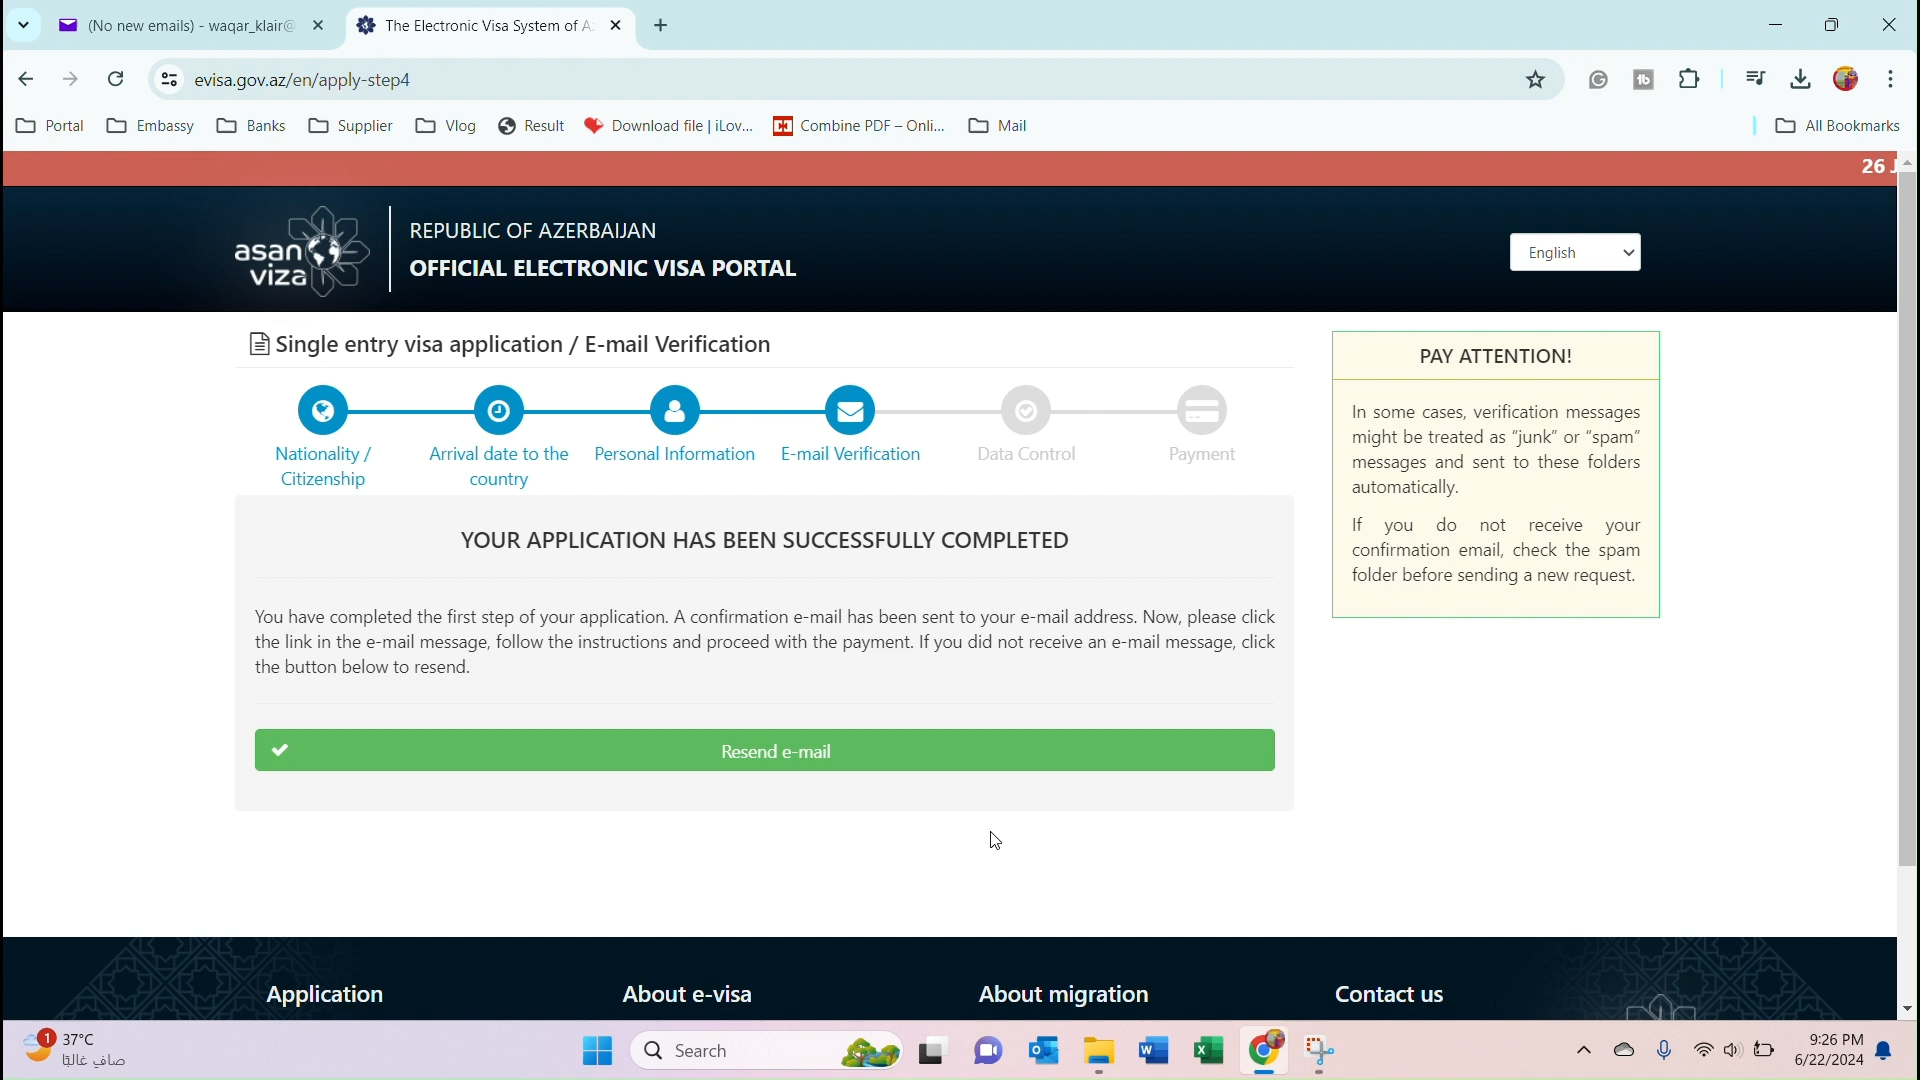 (No new emails) - waqar_klair@
The Electronic Visa System of A
evisa.gov.az/en/apply-step4
Portal
Embassy
Banks
Supplier
Vlog
Result
Download file | iLov...
Combine PDF – Onli...
Mail
All Bookmarks
26 J
asan
viza
REPUBLIC OF AZERBAIJAN
OFFICIAL ELECTRONIC VISA PORTAL
English
Single entry visa application / E-mail Verification
Nationality /
Citizenship
Arrival date to the
country
Personal Information
E-mail Verification
Data Control
Payment
YOUR APPLICATION HAS BEEN SUCCESSFULLY COMPLETED
You have completed the first step of your application. A confirmation e-mail has been sent to your e-mail address. Now, please click
the link in the e-mail message, follow the instructions and proceed with the payment. If you did not receive an e-mail message, click
the button below to resend.
Resend e-mail
PAY ATTENTION!
In some cases, verification messages
might be treated as “junk” or “spam”
messages and sent to these folders
automatically.
If you do not receive your
confirmation email, check the spam
folder before sending a new request.
Application
About e-visa
About migration
Contact us
1
37°C
صافٍ غالبًا
Search
9:26 PM
6/22/2024